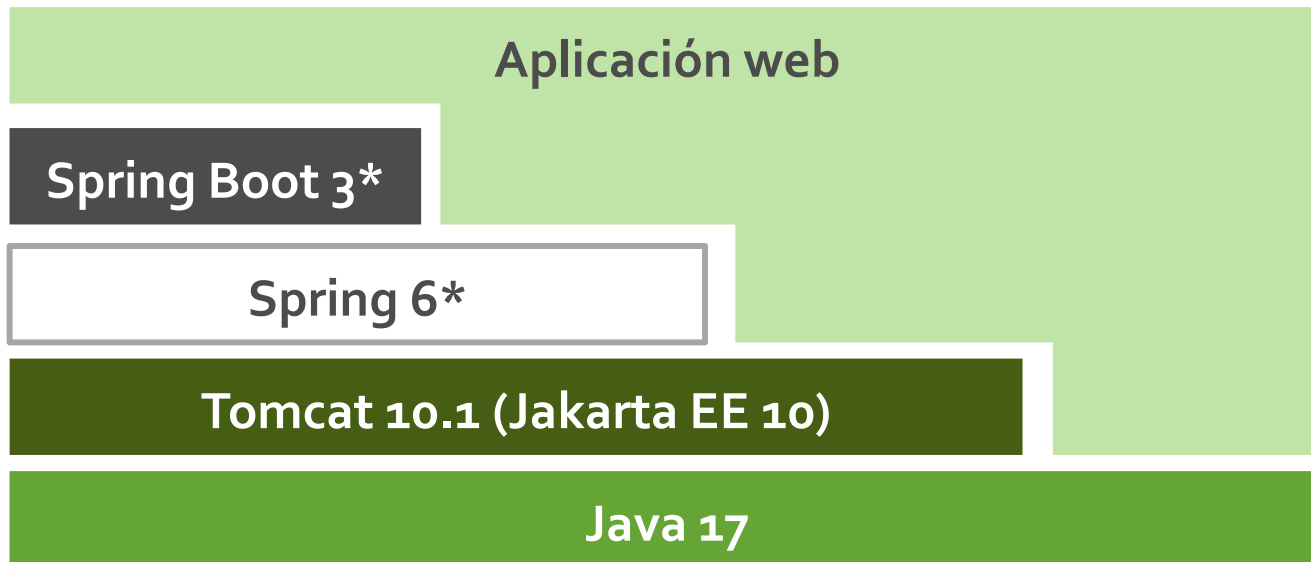 Aplicación web
Spring Boot 3*
Spring 6*
Tomcat 10.1 (Jakarta EE 10)
Java 17